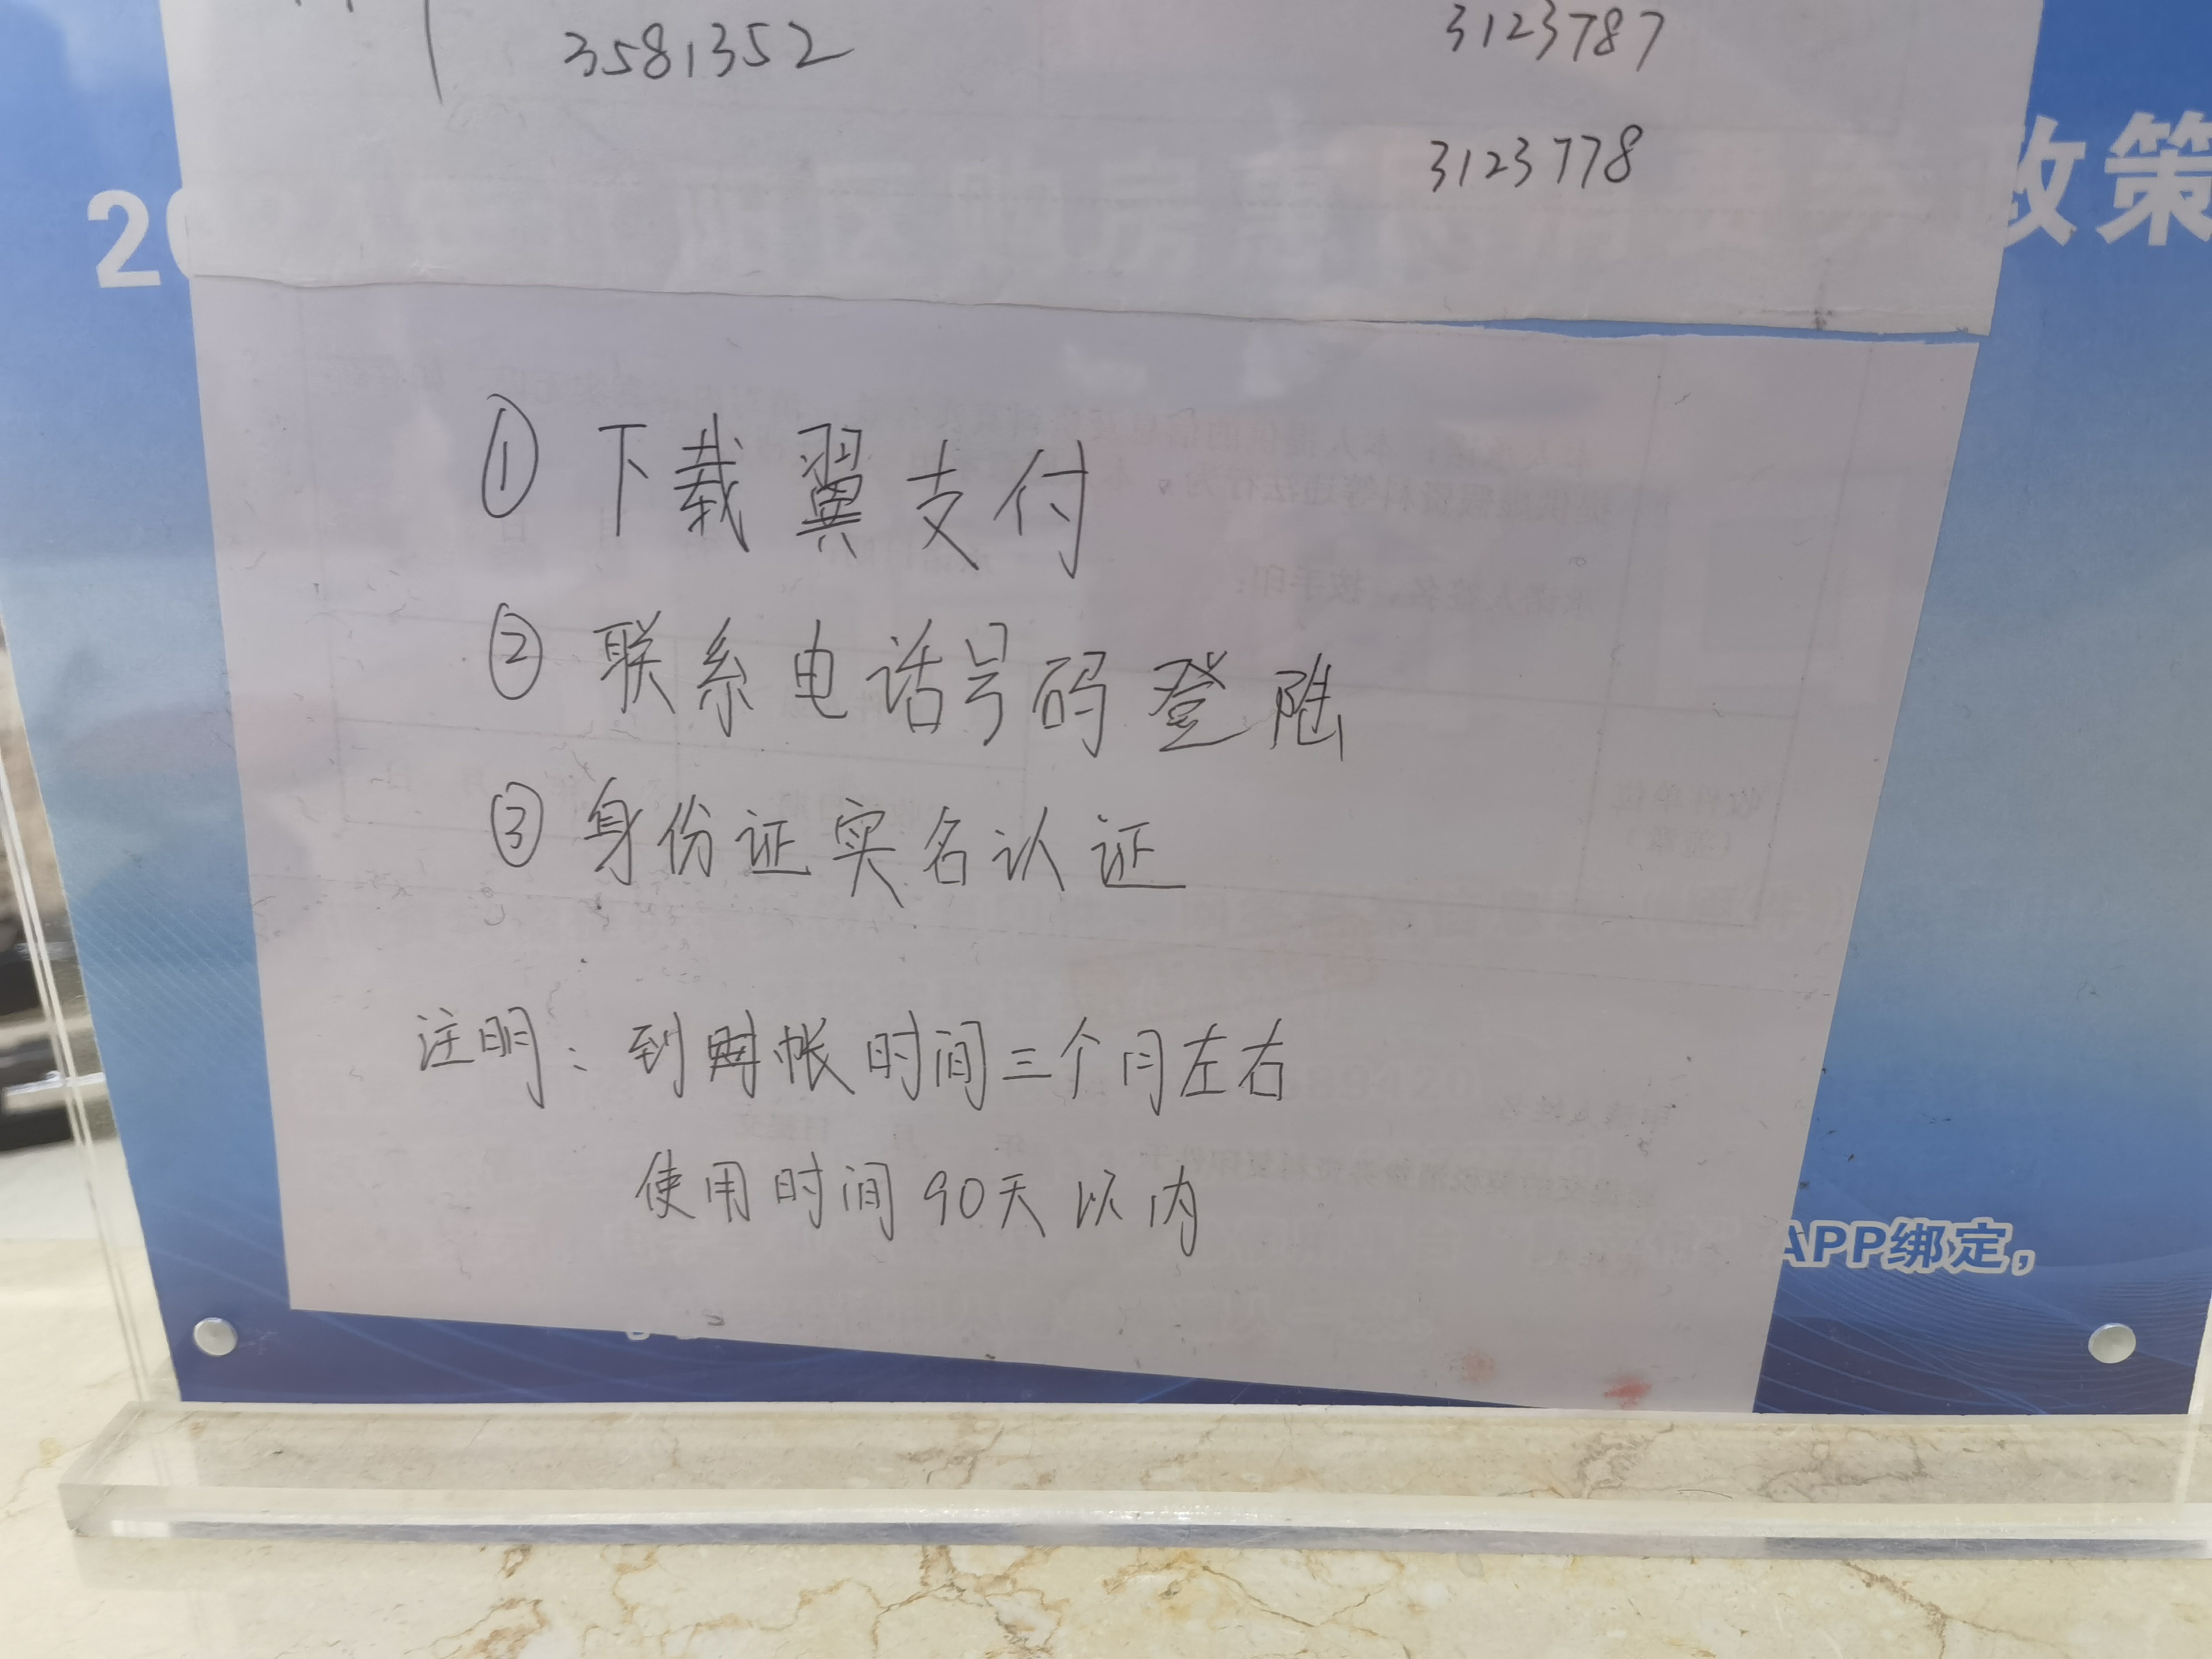 3581352
3123787
3123778
政策
① 下载翼支付
② 联系电话号码登陆
③ 身份证实名认证
注明：到帐时间三个月左右
使用时间90天以内
APP绑定，